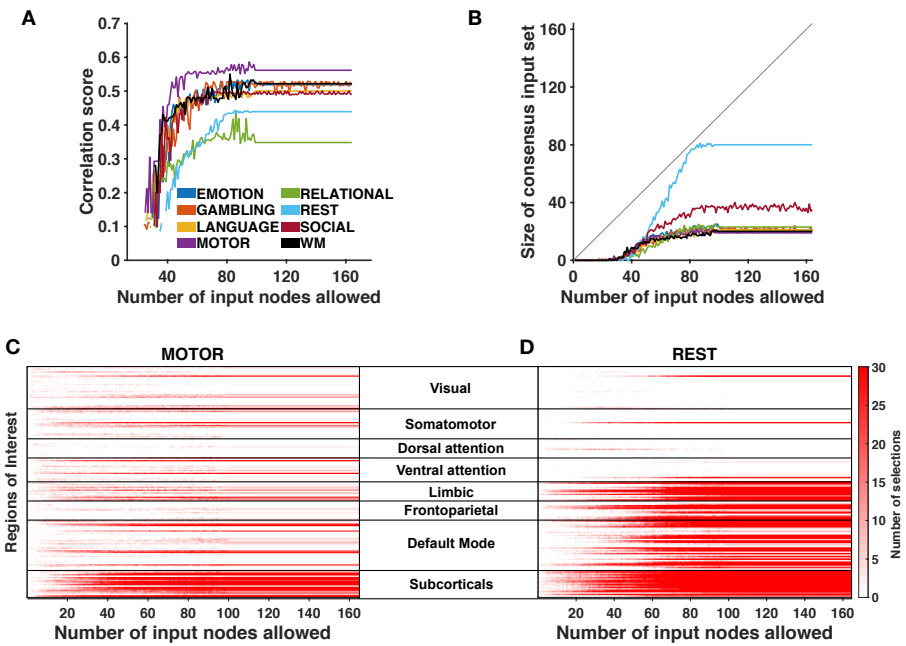 A
Correlation score
0.7
0.6
0.5
0.4
0.3
0.2
0.1
0
EMOTION
GAMBLING
LANGUAGE
MOTOR
RELATIONAL
REST
SOCIAL
WM
40
80
120
160
Number of input nodes allowed
B
Size of consensus input set
160
120
80
40
0
0
40
80
120
160
Number of input nodes allowed
C
MOTOR
Regions of Interest
20
40
60
80
100
120
140
160
Number of input nodes allowed
Visual
Somatomotor
Dorsal attention
Ventral attention
Limbic
Frontoparietal
Default Mode
Subcorticals
D
REST
20
40
60
80
100
120
140
160
Number of input nodes allowed
30
25
20
15
10
5
0
Number of selections